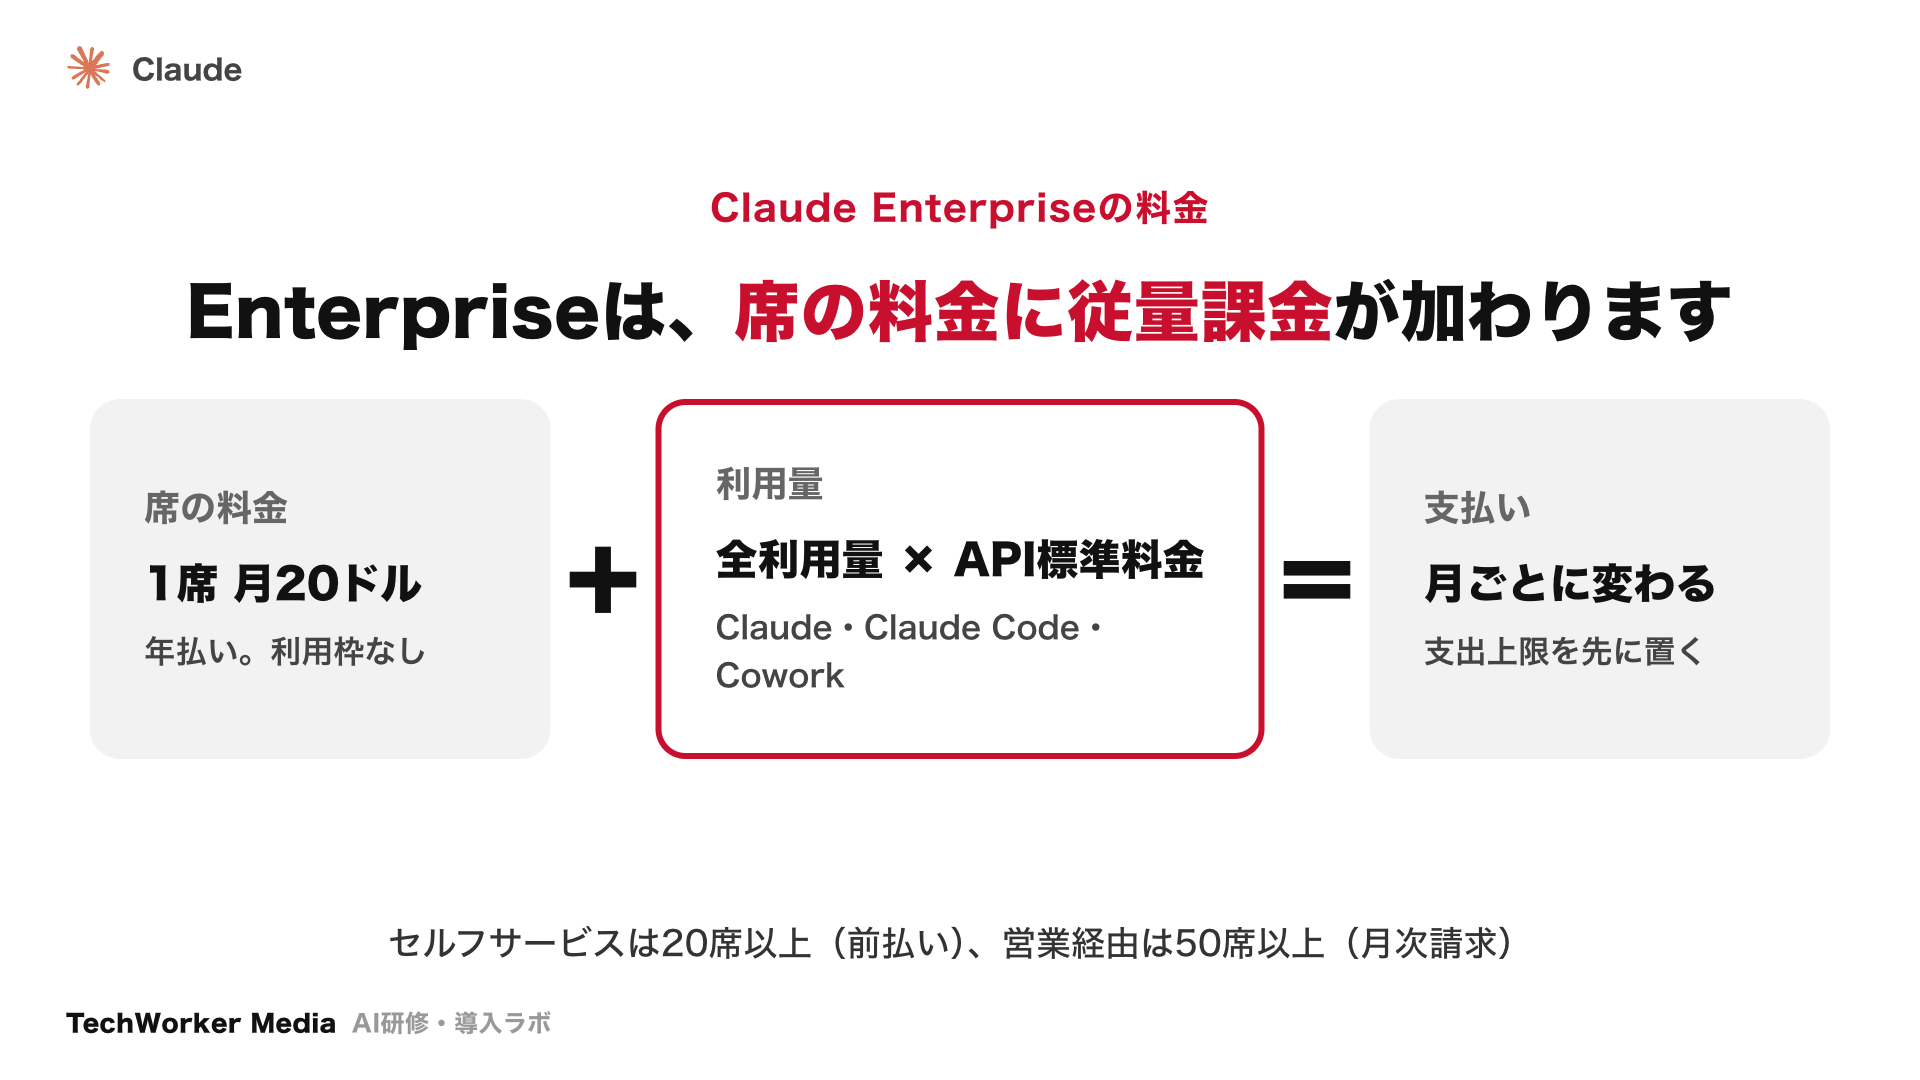 Claude
Claude Enterpriseの料金
Enterpriseは、席の料金に従量課金が加わります
席の料金
1席 月20ドル
年払い。利用枠なし
+
利用量
全利用量 × API標準料金
Claude・Claude Code・
Cowork
=
支払い
月ごとに変わる
支出上限を先に置く
セルフサービスは20席以上（前払い）、営業経由は50席以上（月次請求）
TechWorker Media AI研修・導入ラボ